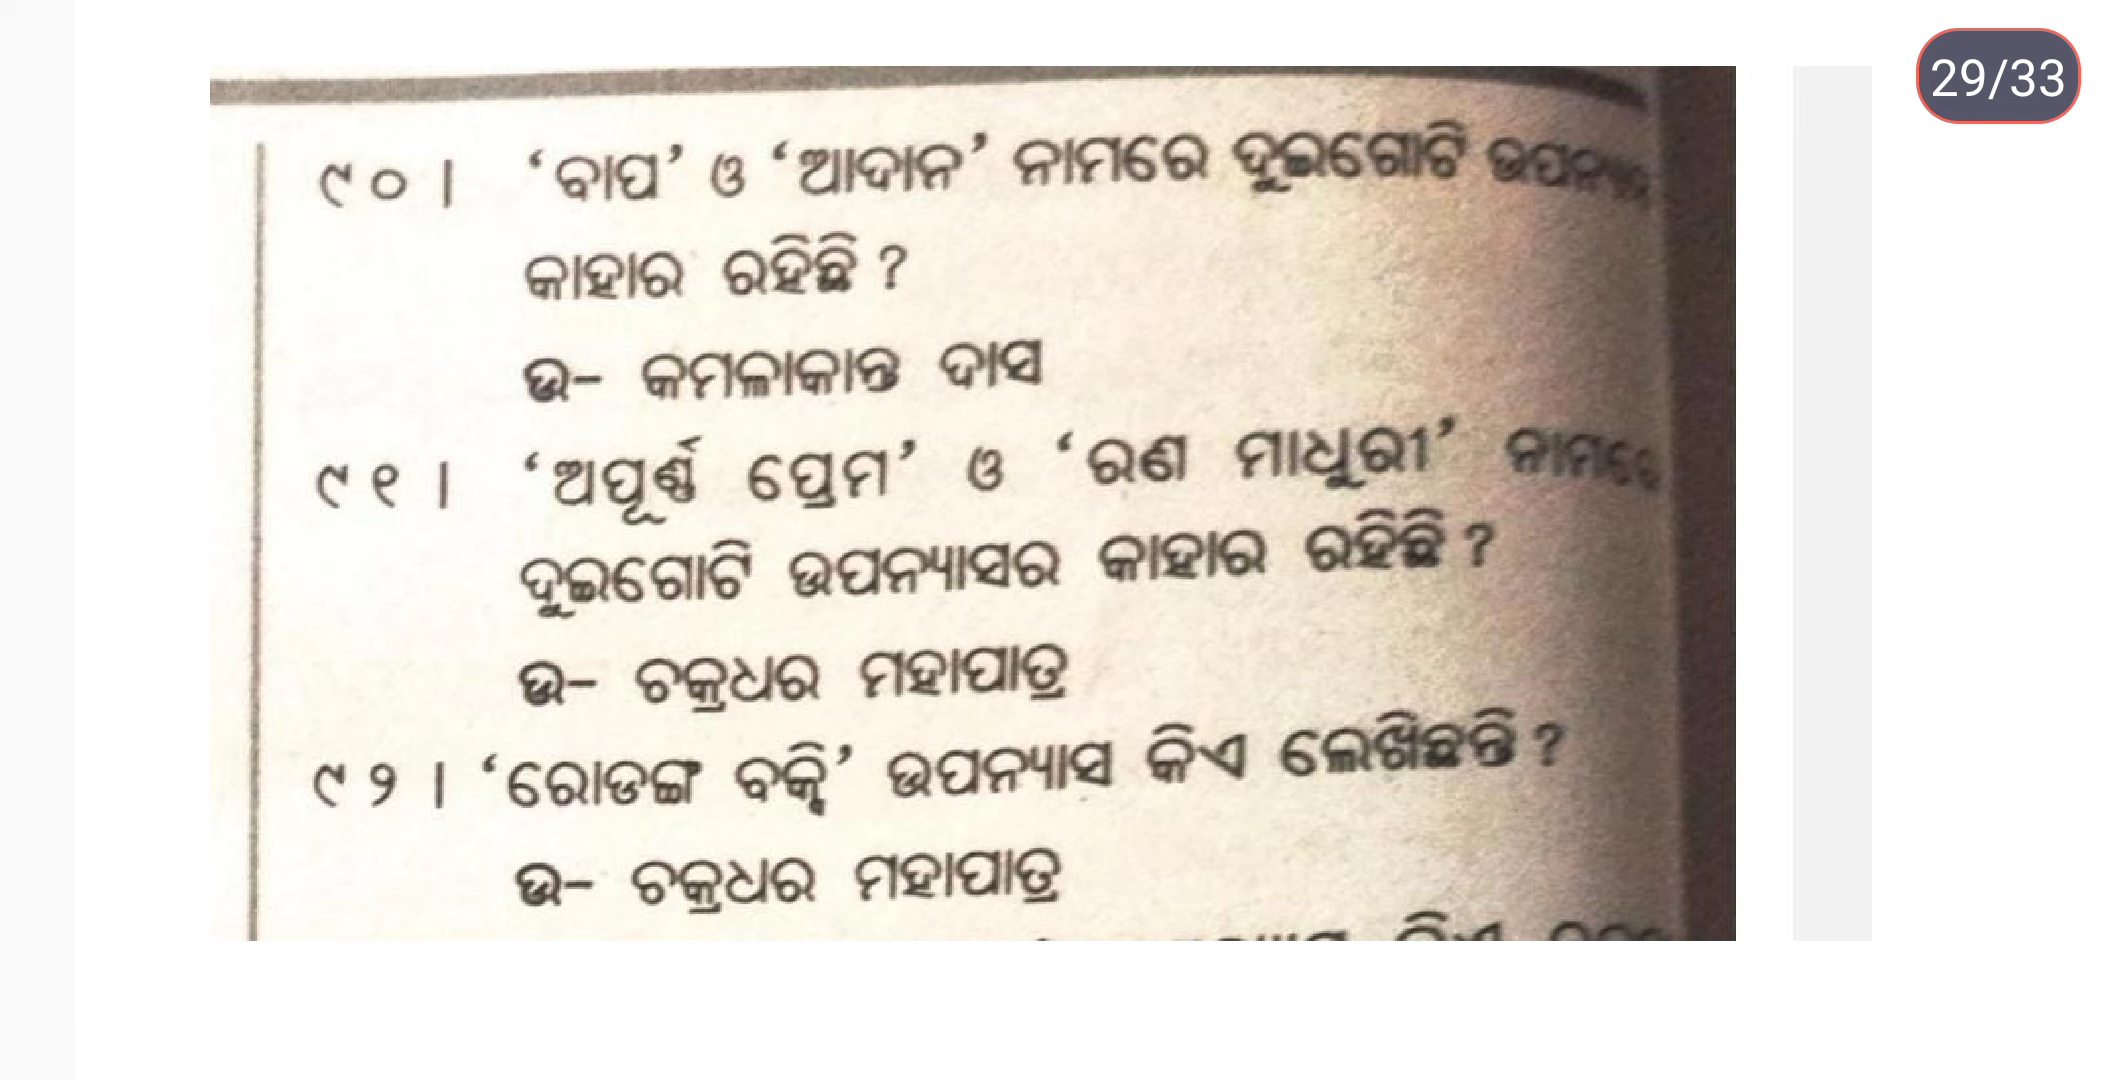 29/33
୯୦। ‘ବାପ’ ଓ ‘ଆଦାନ’ ନାମରେ ଦୁଇଗୋଟି
କାହାର ରହିଛି ?
ଉ– କମଳାକାନ୍ତ ଦାସ
୯୧। ‘ଅପୂର୍ଣ୍ଣ ପ୍ରେମ’ ଓ ‘ରଣ ମାଧୁରୀ’ ନାମରେ
ଦୁଇଗୋଟି ଉପନ୍ୟାସର କାହାର ରହିଛି ?
ଉ– ଚକ୍ରଧର ମହାପାତ୍ର
୯୨। ‘ରୋଡଙ୍ଗ ବକ୍ସି’ ଉପନ୍ୟାସ କିଏ ଲେଖିଛନ୍ତି ?
ଉ– ଚକ୍ରଧର ମହାପାତ୍ର